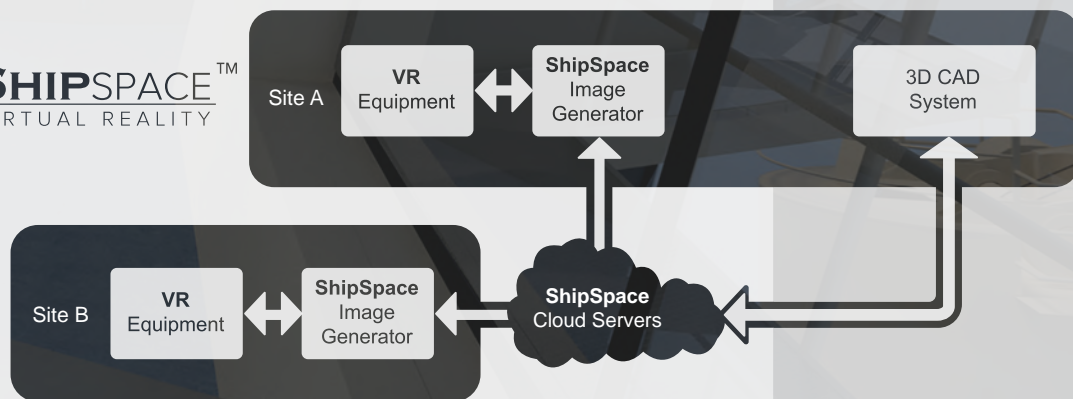 SHIPSPACE™
RTUAL REALITY
Site A
VR
Equipment
ShipSpace
Image
Generator
3D CAD
System
Site B
VR
Equipment
ShipSpace
Image
Generator
ShipSpace
Cloud Servers